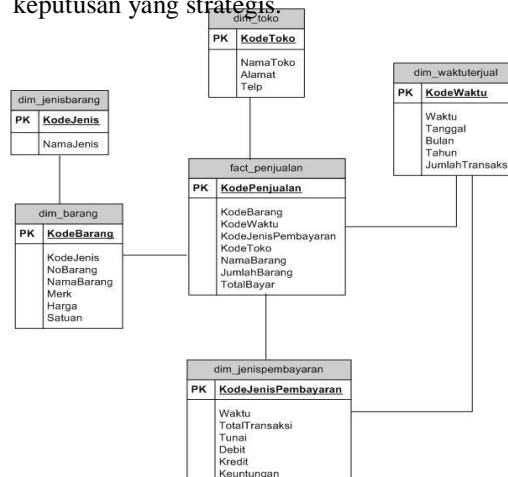 keputusan yang strategis.
dim_toko
PK KodeToko
NamaToko
Alamat
Telp
dim_waktuterjual
PK KodeWaktu
Waktu
Tanggal
Bulan
Tahun
JumlahTransaks
dim_jenisbarang
PK KodeJenis
NamaJenis
fact_penjualan
PK KodePenjualan
KodeBarang
KodeWaktu
KodeJenisPembayaran
KodeToko
NamaBarang
JumlahBarang
TotalBayar
dim_barang
PK KodeBarang
KodeJenis
NoBarang
NamaBarang
Merk
Harga
Satuan
dim_jenispembayaran
PK KodeJenisPembayaran
Waktu
TotalTransaksi
Tunai
Debit
Kredit
Keuntungan